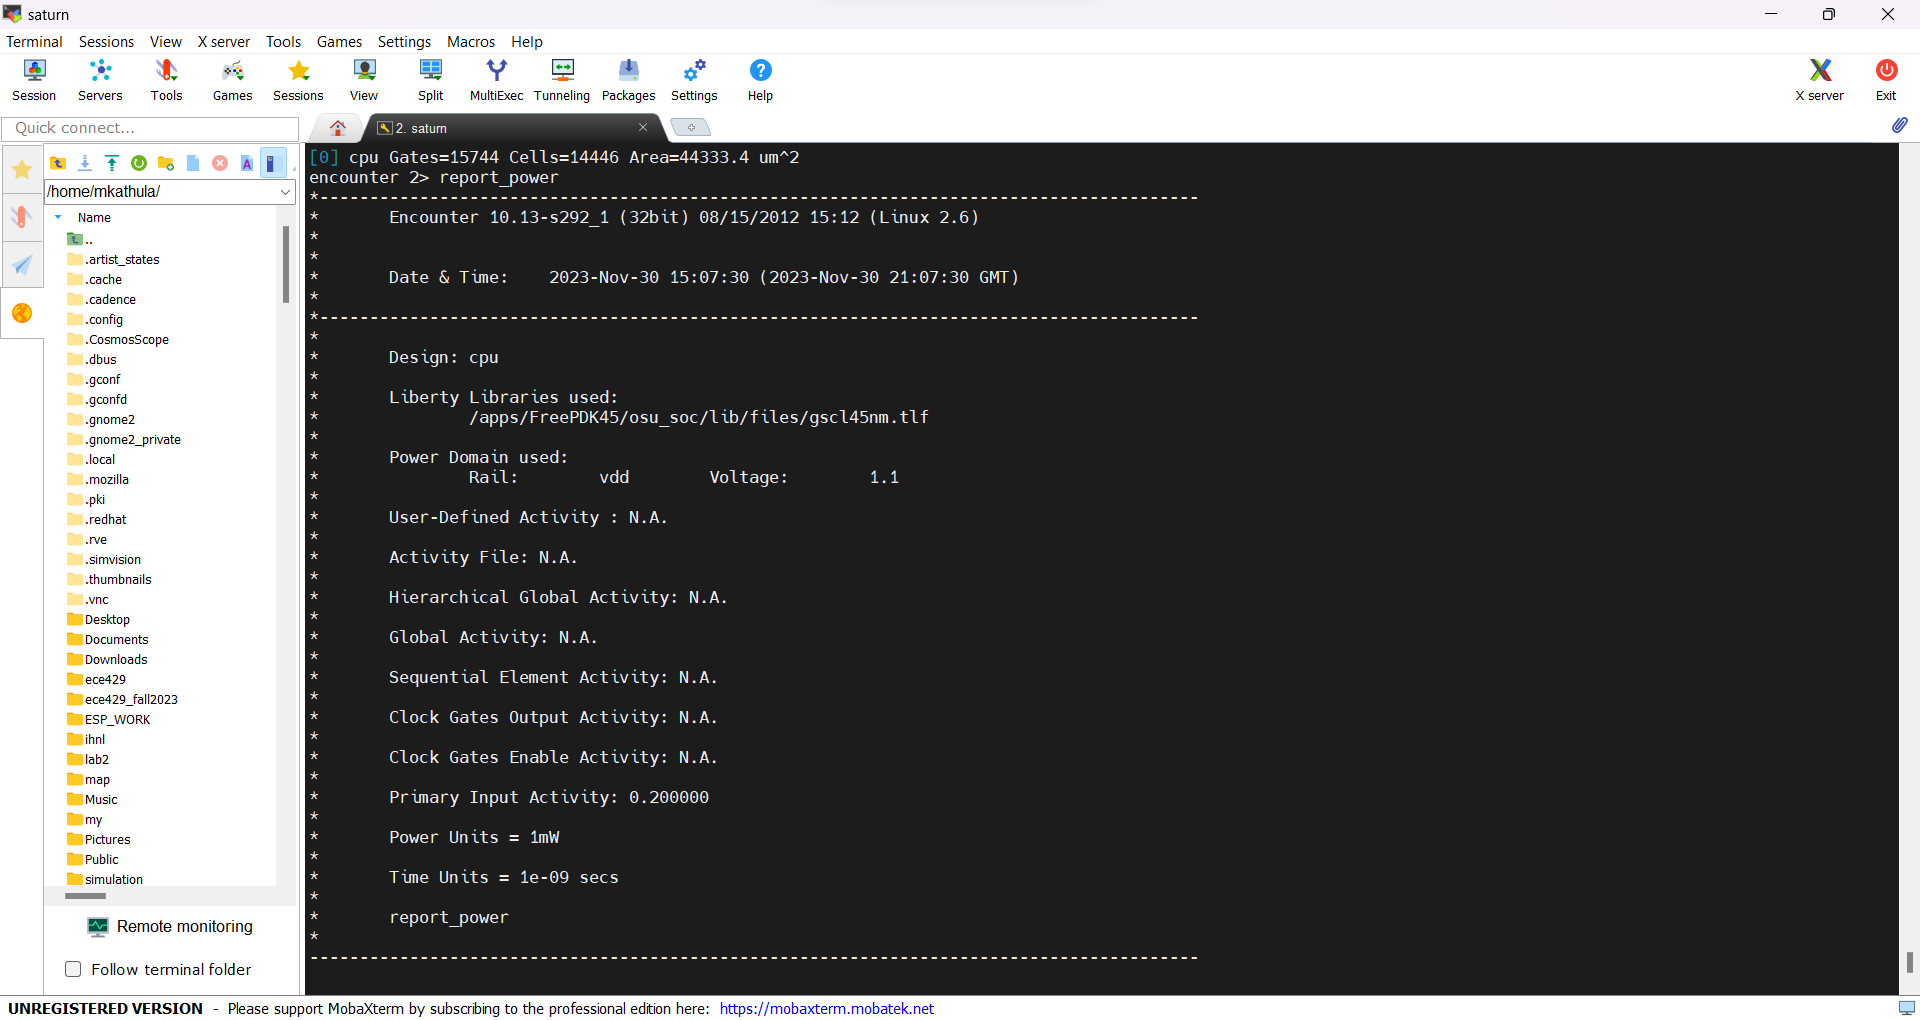 saturn
Terminal Sessions View X server Tools Games Settings Macros Help
Session Servers Tools Games Sessions View Split MultiExec Tunneling Packages Settings Help X server Exit
Quick connect...
2. saturn
/home/mkathula/
Name
..
.artist_states
.cache
.cadence
.config
.CosmosScope
.dbus
.gconf
.gconfd
.gnome2
.gnome2_private
.local
.mozilla
.pki
.redhat
.rve
.simvision
.thumbnails
.vnc
Desktop
Documents
Downloads
ece429
ece429_fall2023
ESP_WORK
ihnl
lab2
map
Music
my
Pictures
Public
simulation
Remote monitoring
Follow terminal folder
[0] cpu Gates=15744 Cells=14446 Area=44333.4 um^2
encounter 2> report_power
*----------------------------------------------------------------------------------------
* Encounter 10.13-s292_1 (32bit) 08/15/2012 15:12 (Linux 2.6)
*
*
* Date & Time: 2023-Nov-30 15:07:30 (2023-Nov-30 21:07:30 GMT)
*
*----------------------------------------------------------------------------------------
*
* Design: cpu
*
* Liberty Libraries used:
* /apps/FreePDK45/osu_soc/lib/files/gscl45nm.tlf
*
* Power Domain used:
* Rail: vdd Voltage: 1.1
*
* User-Defined Activity : N.A.
*
* Activity File: N.A.
*
* Hierarchical Global Activity: N.A.
*
* Global Activity: N.A.
*
* Sequential Element Activity: N.A.
*
* Clock Gates Output Activity: N.A.
*
* Clock Gates Enable Activity: N.A.
*
* Primary Input Activity: 0.200000
*
* Power Units = 1mW
*
* Time Units = 1e-09 secs
*
* report_power
*
-----------------------------------------------------------------------------------------
UNREGISTERED VERSION - Please support MobaXterm by subscribing to the professional edition here: https://mobaxterm.mobatek.net